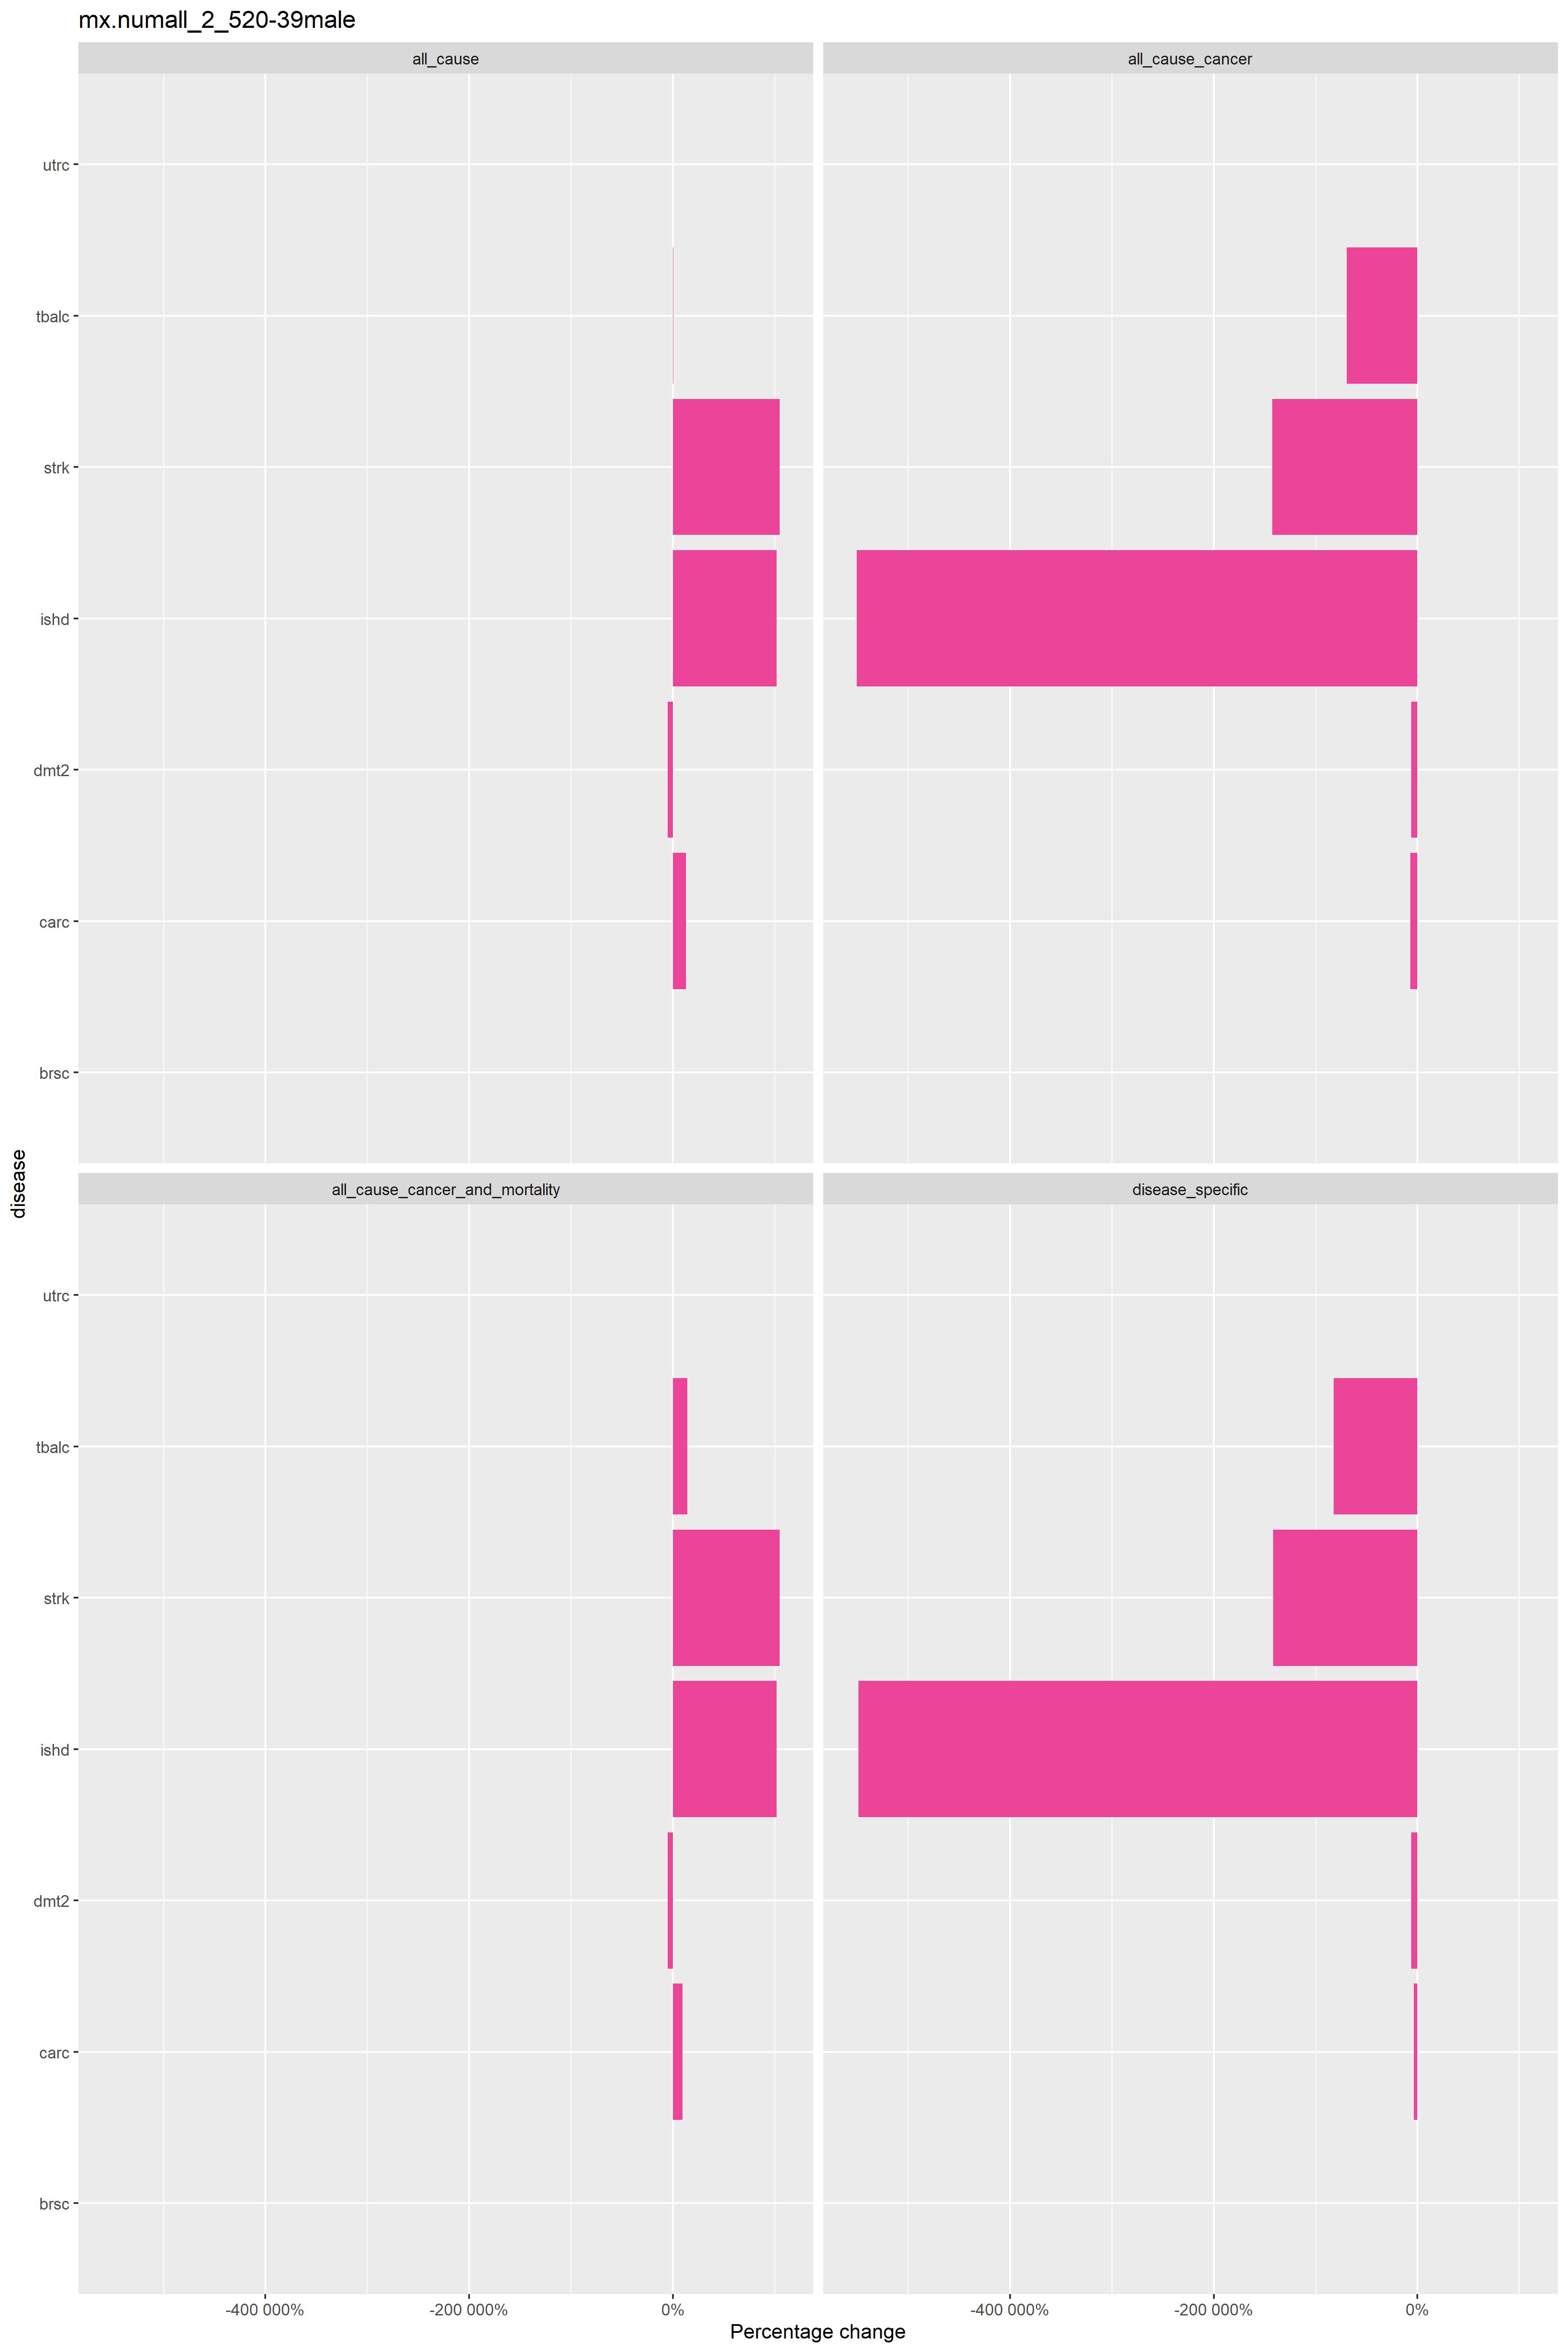 mx.numall_2_520-39male
all_cause
all_cause_cancer
utrc
tbalc
strk
ishd
dmt2
carc
brsc
disease
all_cause_cancer_and_mortality
disease_specific
utrc
tbalc
strk
ishd
dmt2
carc
brsc
-400 000%
-200 000%
0%
-400 000%
-200 000%
0%
Percentage change